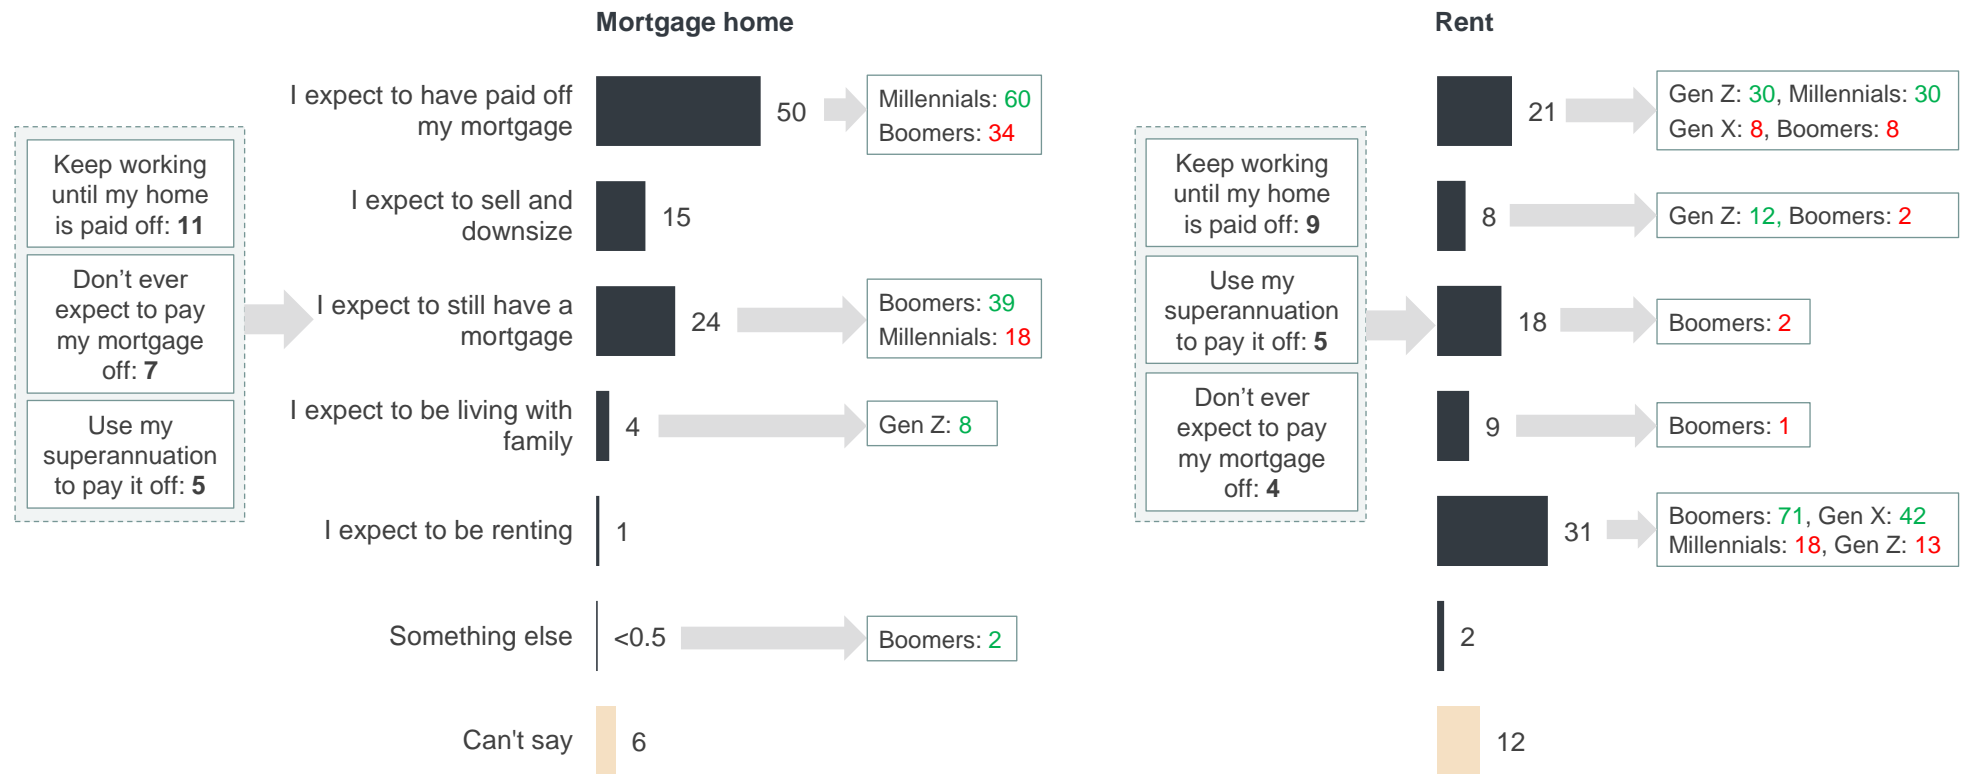 Mortgage home
Rent
Keep working
until my home
is paid off: 11
Don't ever
expect to pay
my mortgage
off: 7
Use my
superannuation
to pay it off: 5
I expect to have paid off
my mortgage
50
Millennials: 60
Boomers: 34
I expect to sell and
downsize
15
I expect to still have a
mortgage
24
Boomers: 39
Millennials: 18
I expect to be living with
family
4
Gen Z: 8
I expect to be renting
1
Something else
<0.5
Boomers: 2
Can't say
6
Keep working
until my home
is paid off: 9
Use my
superannuation
to pay it off: 5
Don't ever
expect to pay
my mortgage
off: 4
21
Gen Z: 30, Millennials: 30
Gen X: 8, Boomers: 8
8
Gen Z: 12, Boomers: 2
18
Boomers: 2
9
Boomers: 1
31
Boomers: 71, Gen X: 42
Millennials: 18, Gen Z: 13
2
12